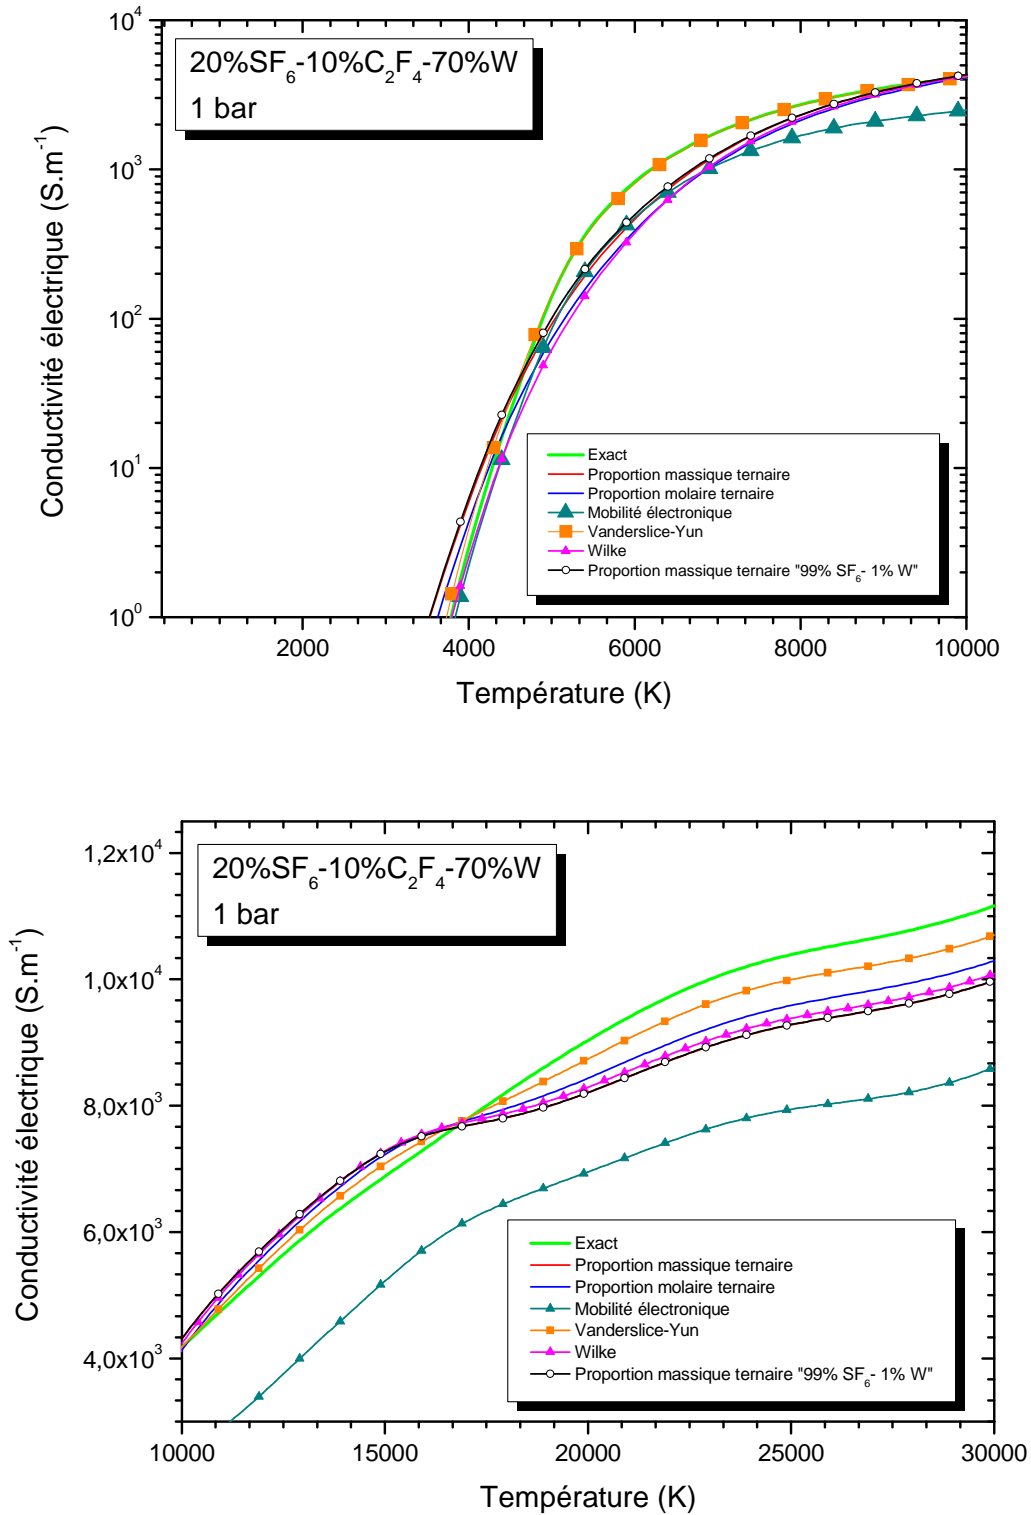 20%SF6-10%C2F4-70%W
1 bar
10^4
10^3
10^2
10^1
10^0
Conductivité électrique (S.m^-1)
Exact
Proportion massique ternaire
Proportion molaire ternaire
Mobilité électronique
Vanderslice-Yun
Wilke
Proportion massique ternaire "99% SF6- 1% W"
2000 4000 6000 8000 10000
Température (K)
20%SF6-10%C2F4-70%W
1 bar
1,2x10^4
1,0x10^4
8,0x10^3
6,0x10^3
4,0x10^3
Conductivité électrique (S.m^-1)
Exact
Proportion massique ternaire
Proportion molaire ternaire
Mobilité électronique
Vanderslice-Yun
Wilke
Proportion massique ternaire "99% SF6- 1% W"
10000 15000 20000 25000 30000
Température (K)